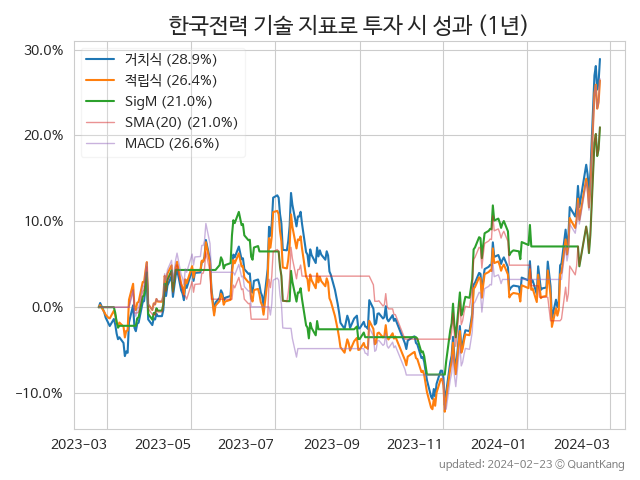 한국전력 기술 지표로 투자 시 성과 (1년)
30.0%
20.0%
10.0%
0.0%
−10.0%
거치식 (28.9%)
적립식 (26.4%)
SigM (21.0%)
SMA(20) (21.0%)
MACD (26.6%)
2023-03 2023-05 2023-07 2023-09 2023-11 2024-01 2024-03
updated: 2024-02-23 © QuantKang